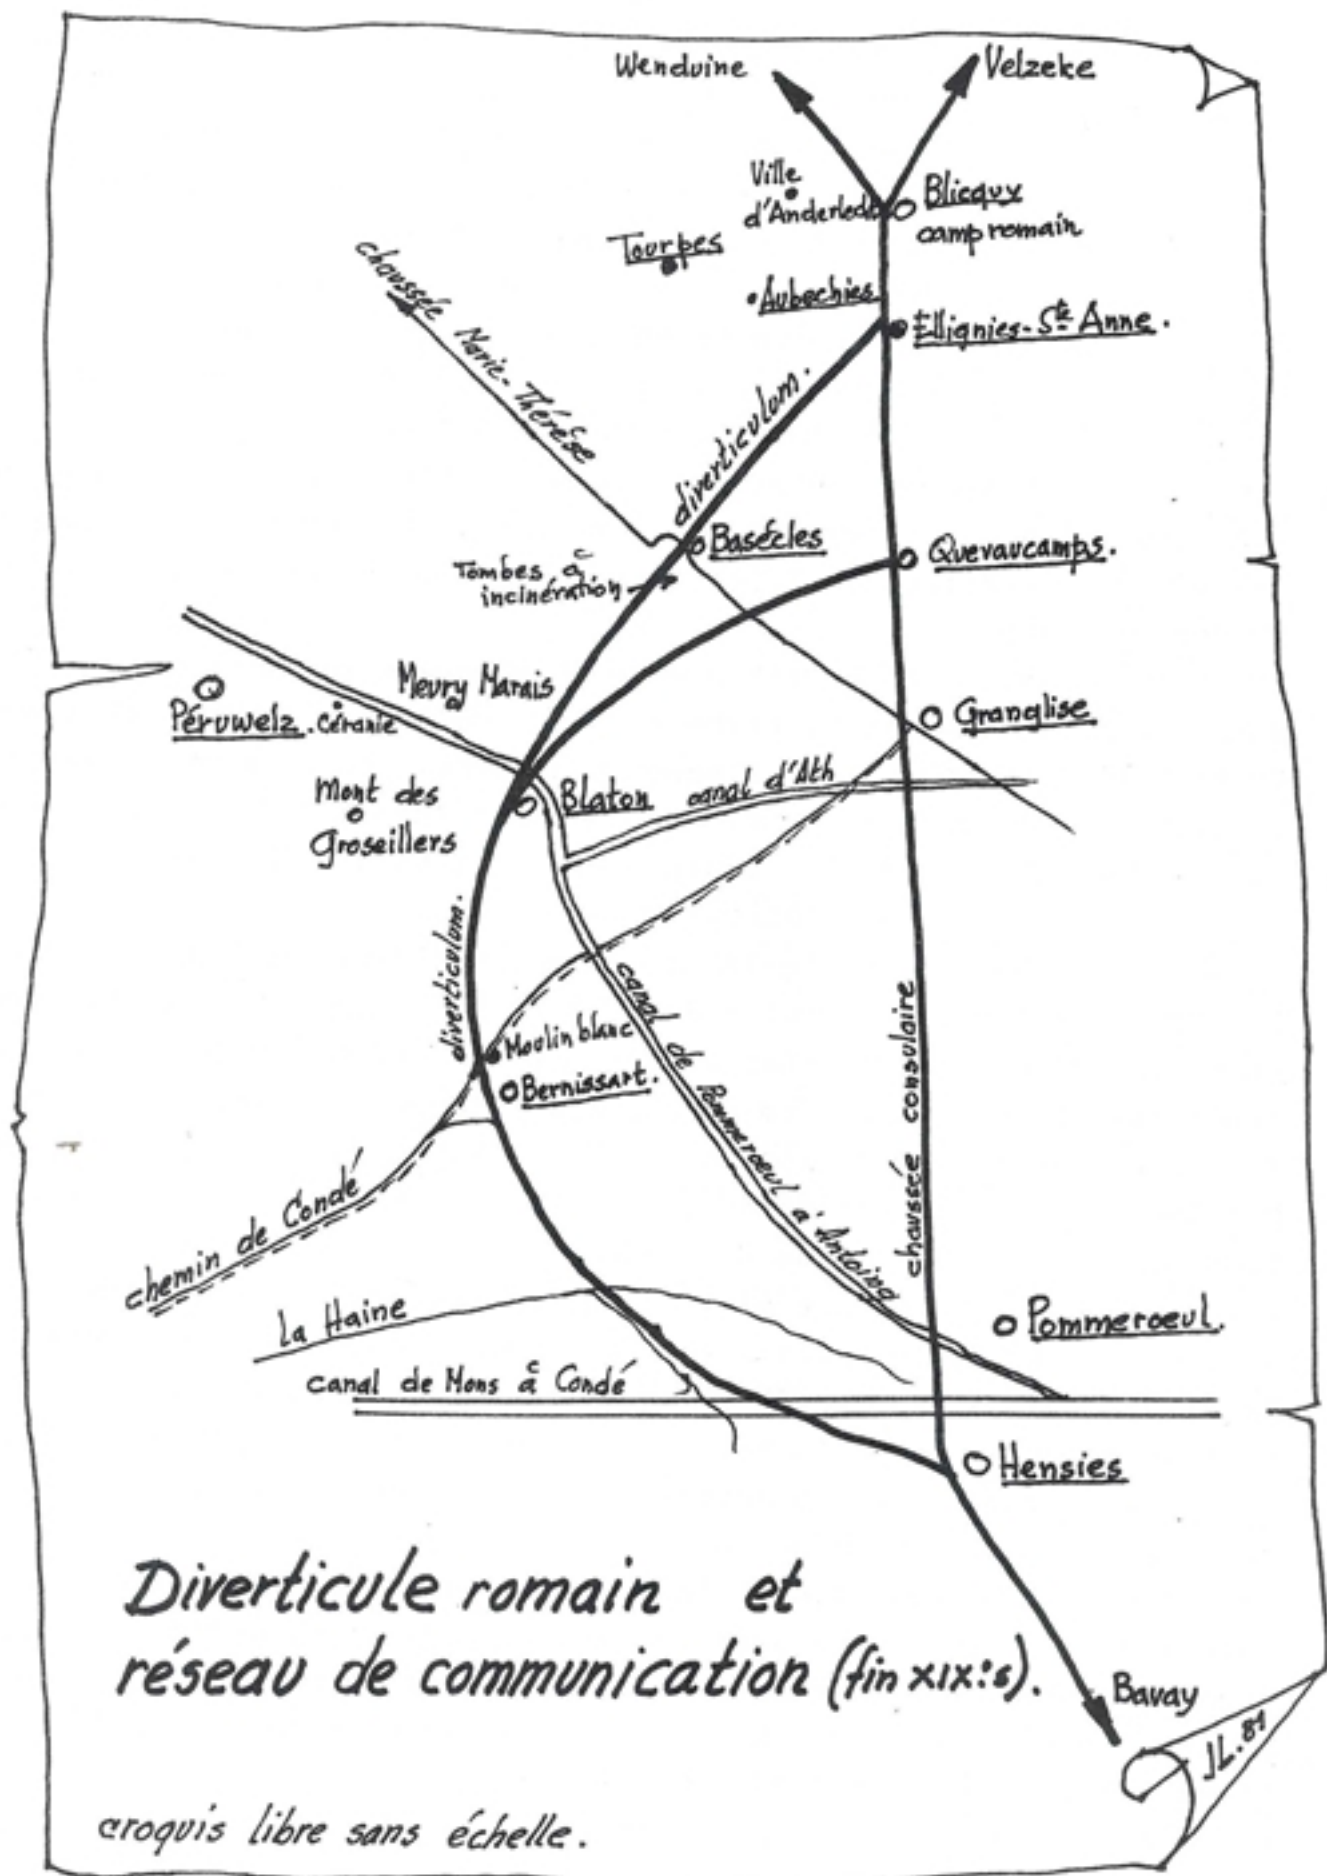 Wenduine
Velzeke
Ville
d'Anderlecht
Blicquy
camp romain
Tourpes
Aubechies
Ellignies-Ste Anne.
chaussée Marie-Thérèse
diverticulum.
Basècles
Quevaucamps.
Tombes à
incinération
Meury Marais
Péruwelz. Céranie
Granglise
Mont des
Groseillers
Blaton
canal d'Ath
diverticulum.
Moulin blanc
Bernissart.
canal de Pommeroeul à Antoing
chaussée consulaire
chemin de Condé
La Haine
Pommeroeul.
canal de Mons à Condé
Hensies
Diverticule romain et
réseau de communication (fin XIX:s).
Bavay
JL.81
croquis libre sans échelle.